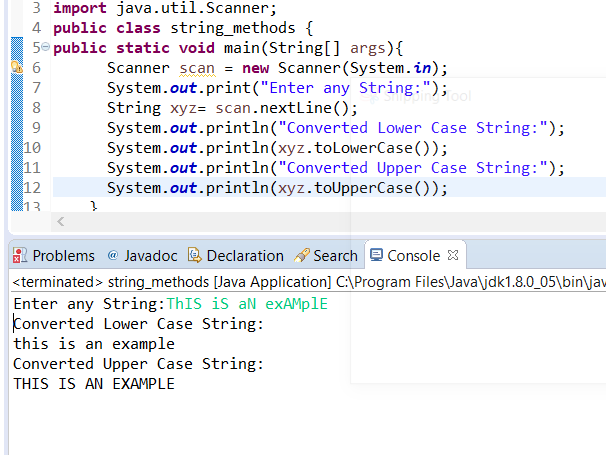 3 import java.util.Scanner;
4 public class string_methods {
5 public static void main(String[] args){
6 Scanner scan = new Scanner(System.in);
7 System.out.print("Enter any String:");
8 String xyz= scan.nextLine();
9 System.out.println("Converted Lower Case String:");
10 System.out.println(xyz.toLowerCase());
11 System.out.println("Converted Upper Case String:");
12 System.out.println(xyz.toUpperCase());
13 }
Snipping Tool
Problems @ Javadoc Declaration Search Console
<terminated> string_methods [Java Application] C:\Program Files\Java\jdk1.8.0_05\bin\jav
Enter any String:ThIS iS aN exAMplE
Converted Lower Case String:
this is an example
Converted Upper Case String:
THIS IS AN EXAMPLE